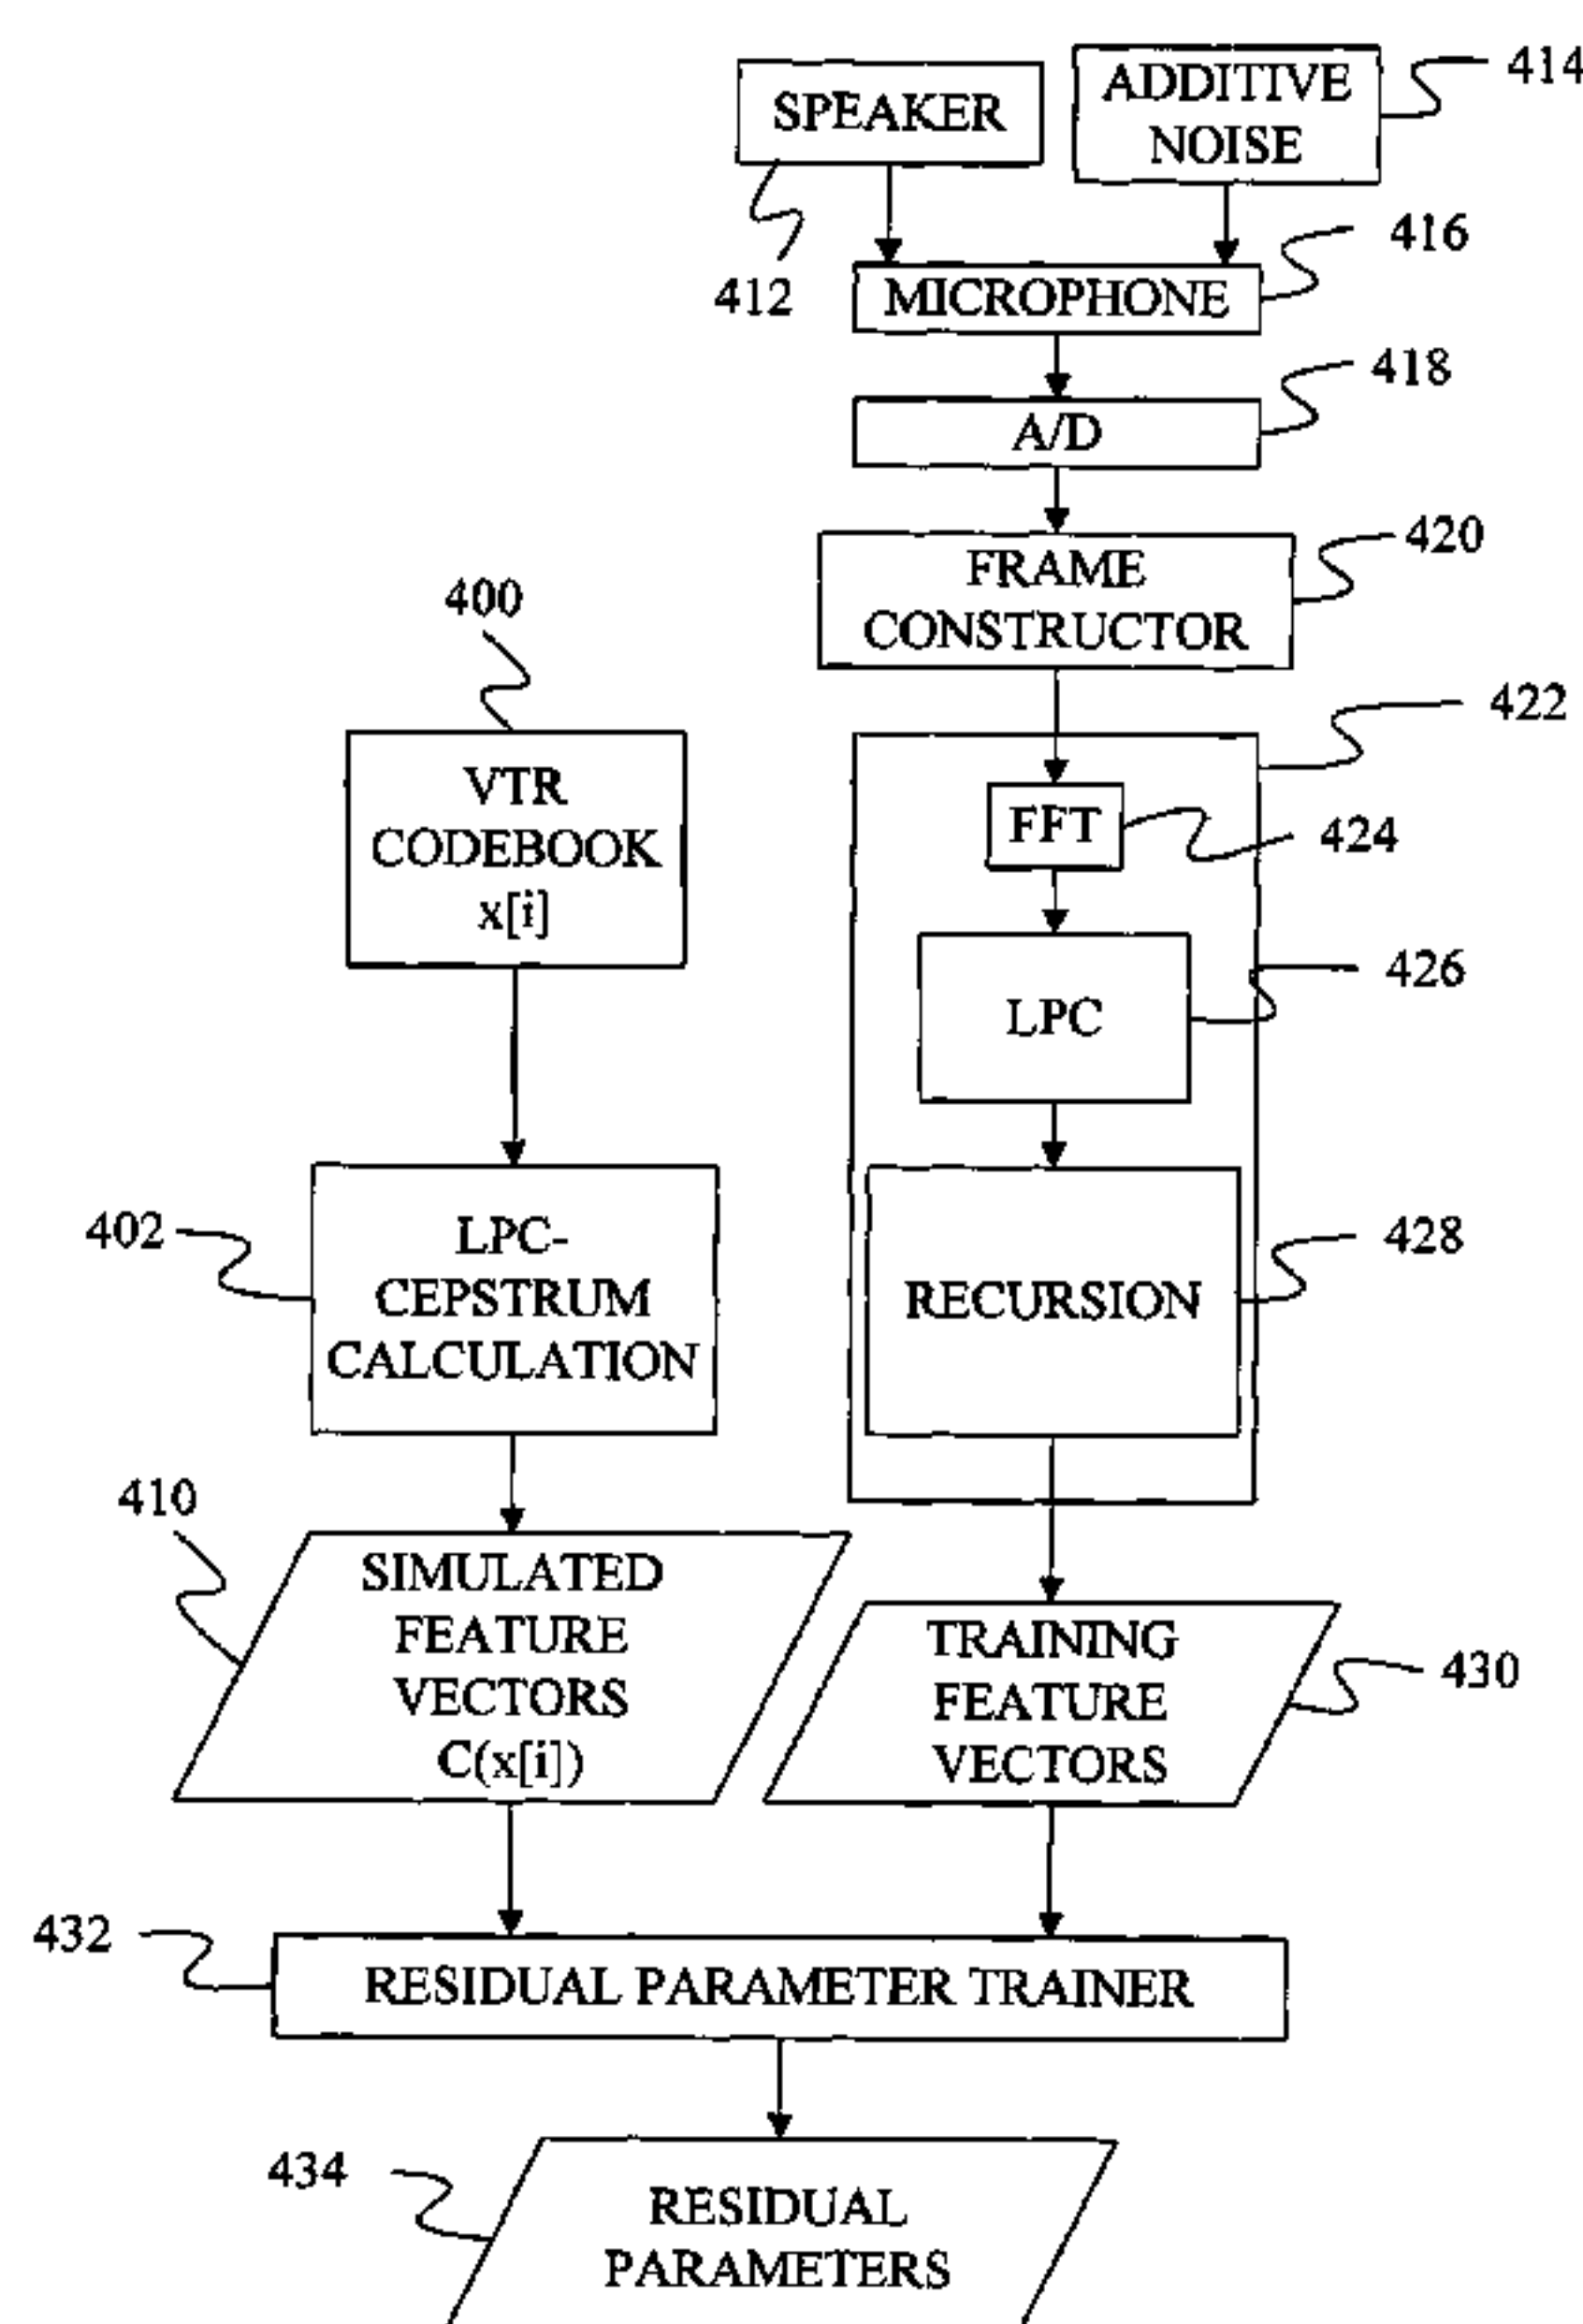 SPEAKER
ADDITIVE
NOISE
414
412
MICROPHONE
416
A/D
418
FRAME
CONSTRUCTOR
420
400
VTR
CODEBOOK
x[i]
422
FFT
424
LPC
426
402
LPC-
CEPSTRUM
CALCULATION
RECURSION
428
410
SIMULATED
FEATURE
VECTORS
C(x[i])
TRAINING
FEATURE
VECTORS
430
432
RESIDUAL PARAMETER TRAINER
434
RESIDUAL
PARAMETERS